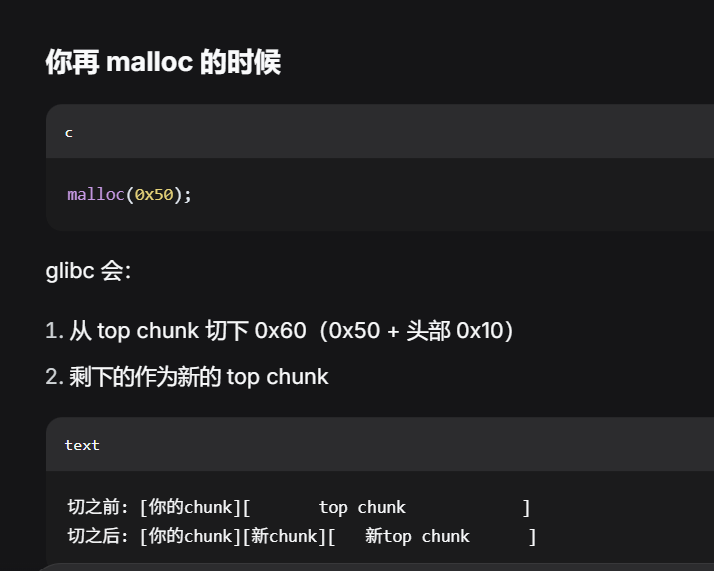 你再 malloc 的时候
c
malloc(0x50);
glibc 会：
1. 从 top chunk 切下 0x60（0x50 + 头部 0x10）
2. 剩下的作为新的 top chunk
text
切之前: [你的chunk][       top chunk            ]
切之后: [你的chunk][新chunk][   新top chunk      ]